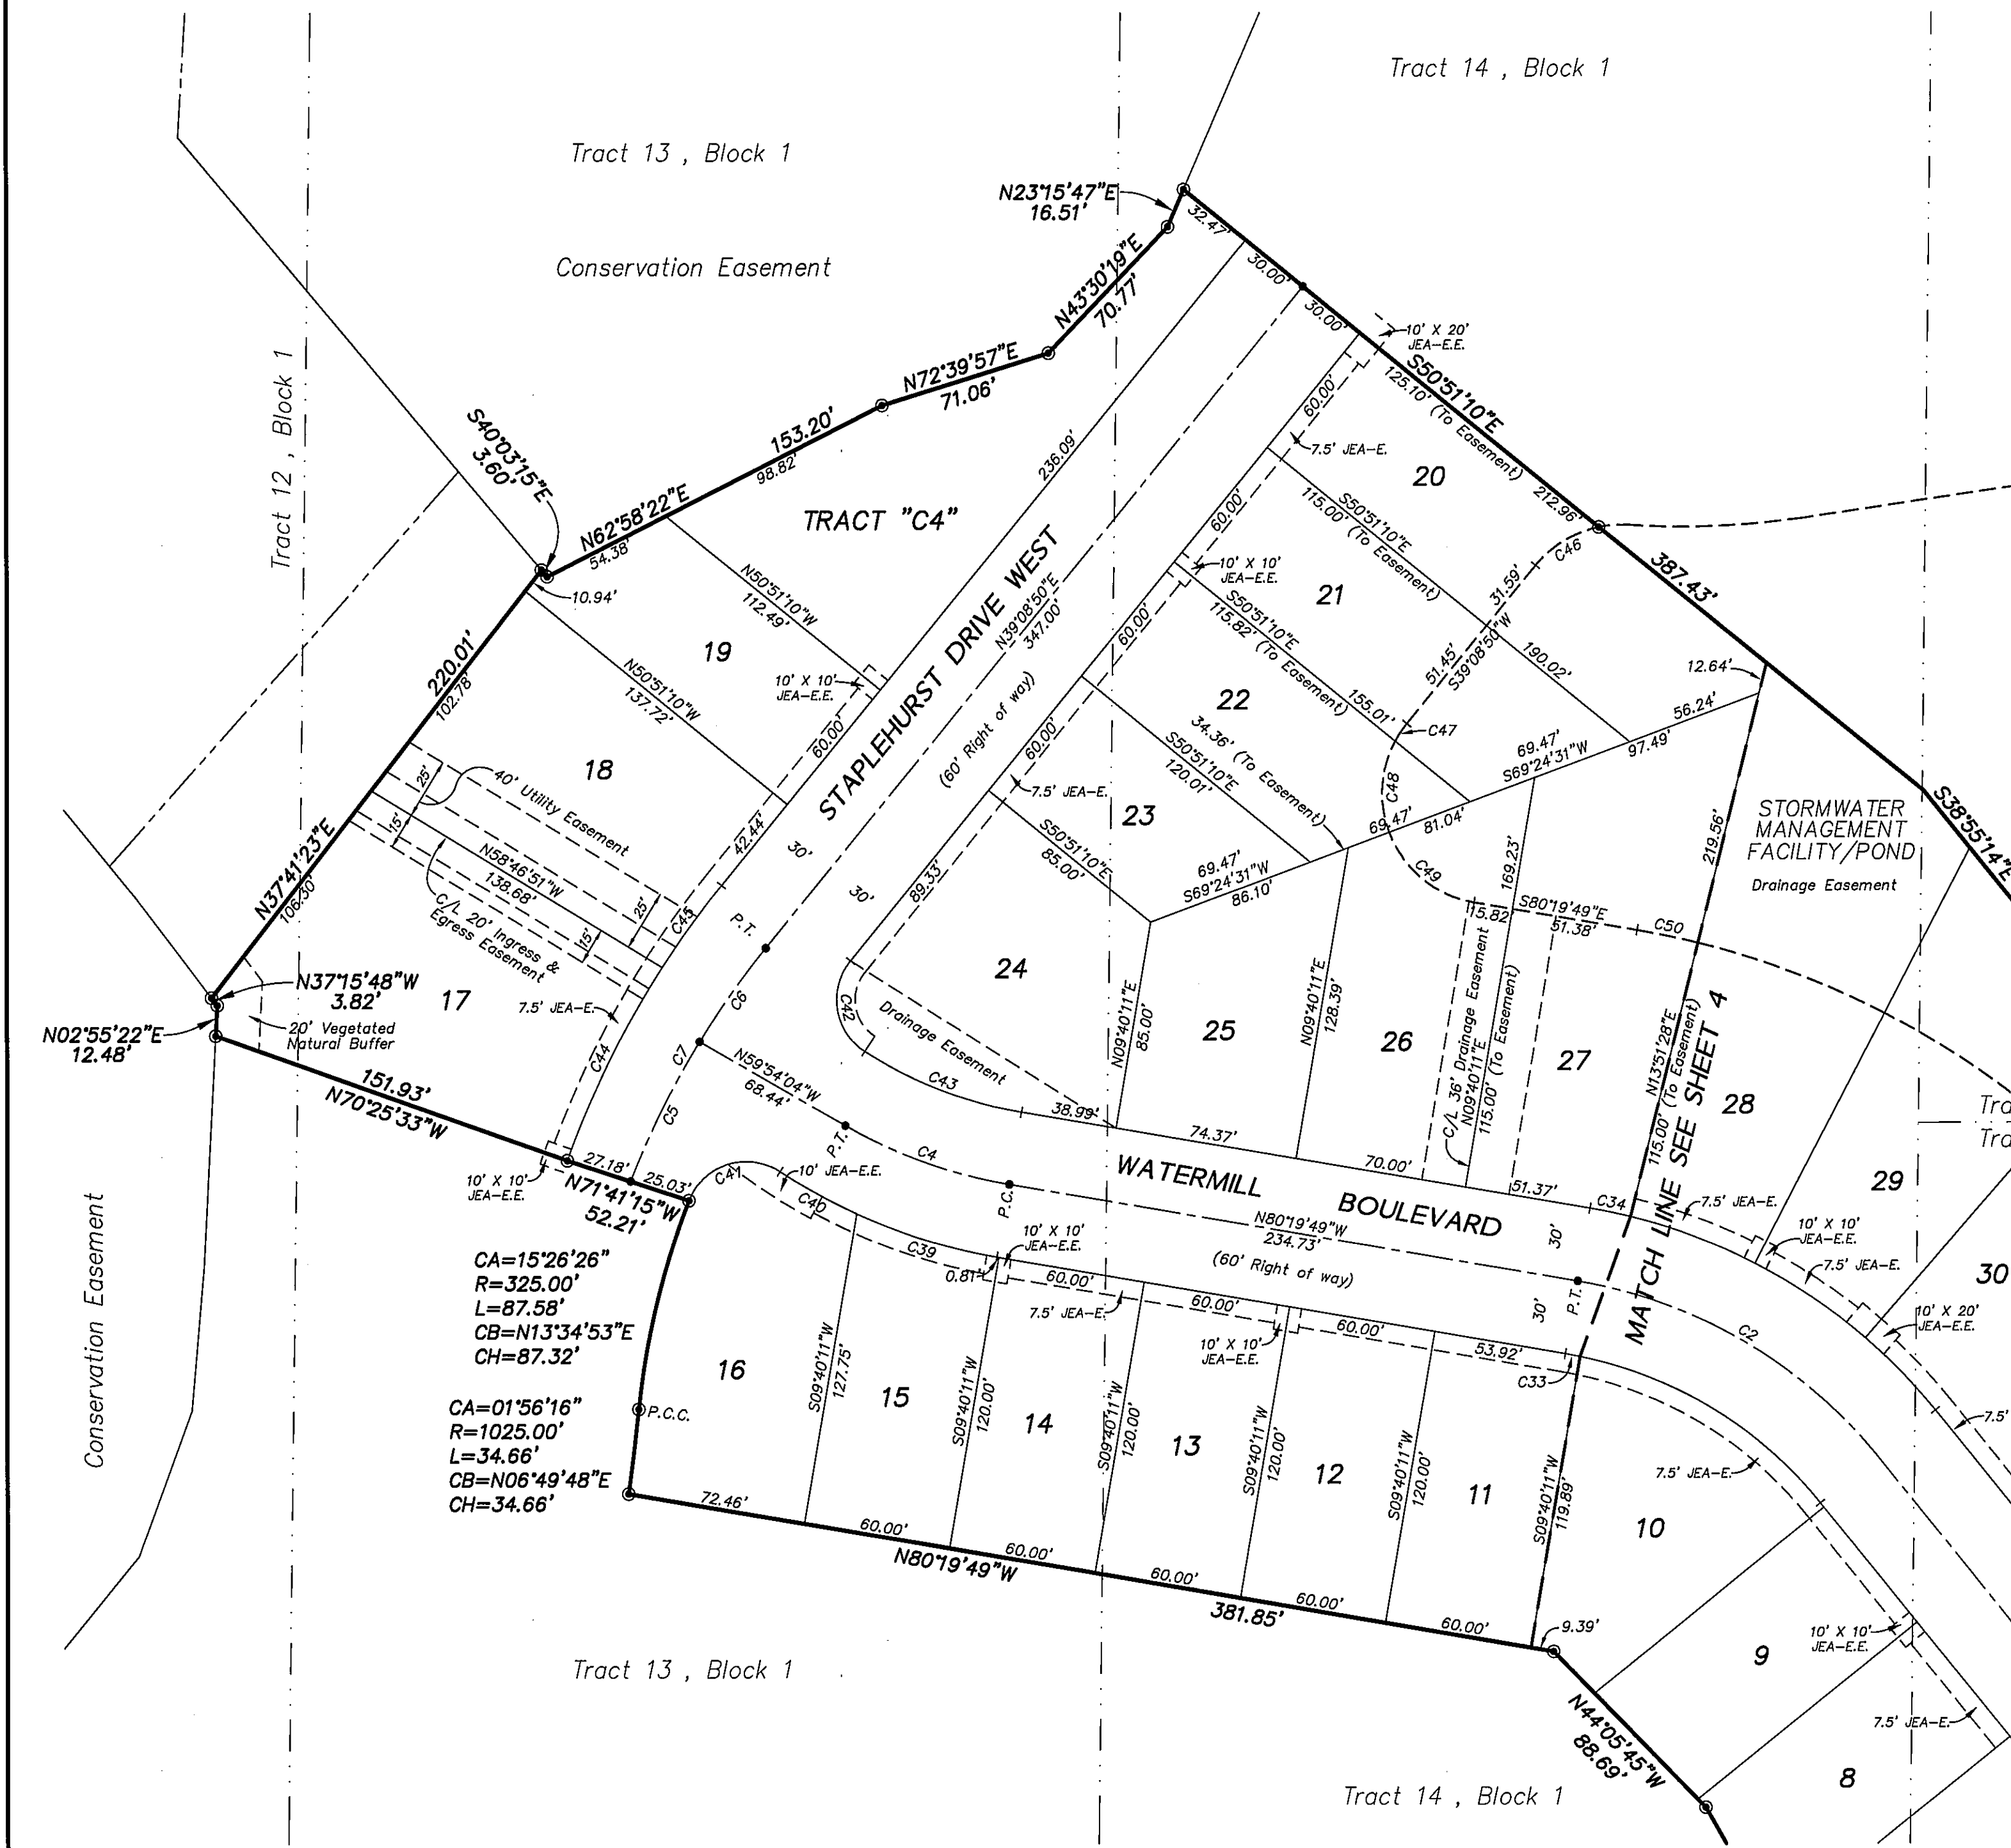 Tract 14 , Block 1
Tract 13 , Block 1
Conservation Easement
Tract 12 , Block 1
N23°15'47"E
16.51'
32.47'
30.00'
30.00'
N43°30'19"E
70.77'
N72°39'57"E
71.06'
10' X 20'
JEA-E.E.
S50°51'10"E
125.10' (To Easement)
212.96'
387.43'
S40°03'15"E
3.60'
153.20'
98.82'
N62°58'22"E
54.38'
10.94'
TRACT "C4"
236.09'
60.00'
7.5' JEA-E.
20
S50°51'10"E
115.00' (To Easement)
190.02'
C46
31.59'
51.45'
S39°08'50"W
60.00'
10' X 10'
JEA-E.E.
21
S50°51'10"E
115.82' (To Easement)
155.01'
N50°51'10"W
112.49'
19
10' X 10'
JEA-E.E.
N50°51'10"W
137.72'
60.00'
STAPLEHURST DRIVE WEST
N39°08'50"E
347.00'
(60' Right of way)
60.00'
22
34.36' (To Easement)
S50°51'10"E
120.01'
C47
C48
12.64'
56.24'
97.49'
69.47'
S69°24'31"W
220.01'
102.78'
18
40' Utility Easement
25'
15'
N58°46'51"W
138.68'
C/L 20' Ingress &
Egress Easement
25'
15'
42.44'
C45
30'
30'
60.00'
7.5' JEA-E.
23
S50°51'10"E
85.00'
69.47'
81.04'
69.47'
S69°24'31"W
86.10'
C49
169.23'
219.56'
STORMWATER
MANAGEMENT
FACILITY/POND
Drainage Easement
S38°55'14"E
N37°41'23"E
106.30'
N37°15'48"W
3.82'
N02°55'22"E
12.48'
20' Vegetated
Natural Buffer
17
7.5' JEA-E.
C44
P.T.
C6
C7
C5
89.33'
C42
24
Drainage Easement
C43
38.99'
N09°40'11"E
85.00'
25
N09°40'11"E
128.39'
26
15.82'
S80°19'49"E
51.38'
C50
C/L 36' Drainage Easement
N09°40'11"E
115.00' (To Easement)
27
N13°51'28"E
115.00' (To Easement)
MATCH LINE SEE SHEET 4
28
29
30
Tra
Tra
151.93'
N70°25'33"W
N59°54'04"W
68.44'
P.T.
C4
P.C.
74.37'
70.00'
51.37'
C34
WATERMILL BOULEVARD
N80°19'49"W
234.73'
(60' Right of way)
30'
30'
P.T.
C2
7.5' JEA-E.
10' X 10'
JEA-E.E.
7.5' JEA-E.
10' X 20'
JEA-E.E.
7.5'
10' X 10'
JEA-E.E.
27.18'
25.03'
N71°41'15"W
52.21'
C41
10' JEA-E.E.
C40
C39
10' X 10'
JEA-E.E.
0.81'
60.00'
7.5' JEA-E.
60.00'
10' X 10'
JEA-E.E.
60.00'
53.92'
C33
CA=15°26'26"
R=325.00'
L=87.58'
CB=N13°34'53"E
CH=87.32'
CA=01°56'16"
R=1025.00'
L=34.66'
CB=N06°49'48"E
CH=34.66'
P.C.C.
16
S09°40'11"W
127.75'
15
S09°40'11"W
120.00'
14
S09°40'11"W
120.00'
13
S09°40'11"W
120.00'
12
S09°40'11"W
120.00'
11
S09°40'11"W
119.89'
10
7.5' JEA-E.
72.46'
60.00'
N80°19'49"W
60.00'
60.00'
381.85'
60.00'
60.00'
9.39'
9
10' X 10'
JEA-E.E.
7.5' JEA-E.
8
N44°05'45"W
88.69'
Conservation Easement
Tract 13 , Block 1
Tract 14 , Block 1